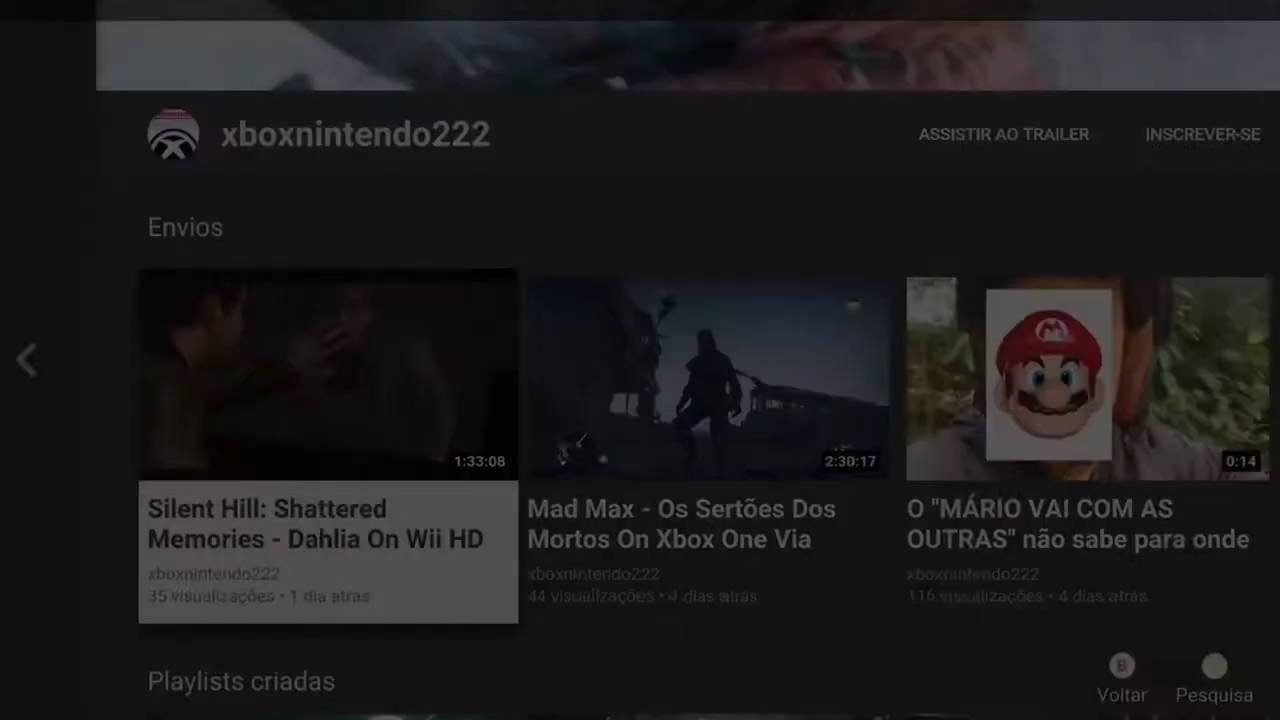 xboxnintendo222
ASSISTIR AO TRAILER
INSCREVER-SE
Envios
1:33:08
2:30:17
0:14
Silent Hill: Shattered
Memories - Dahlia On Wii HD
xboxnintendo222
35 visualizações • 1 dia atrás
Mad Max - Os Sertões Dos
Mortos On Xbox One Via
xboxnintendo222
44 visualizações • 4 dias atrás
O "MÁRIO VAI COM AS
OUTRAS" não sabe para onde
xboxnintendo222
116 visualizações • 4 dias atrás
Playlists criadas
B
Voltar
Pesquisa